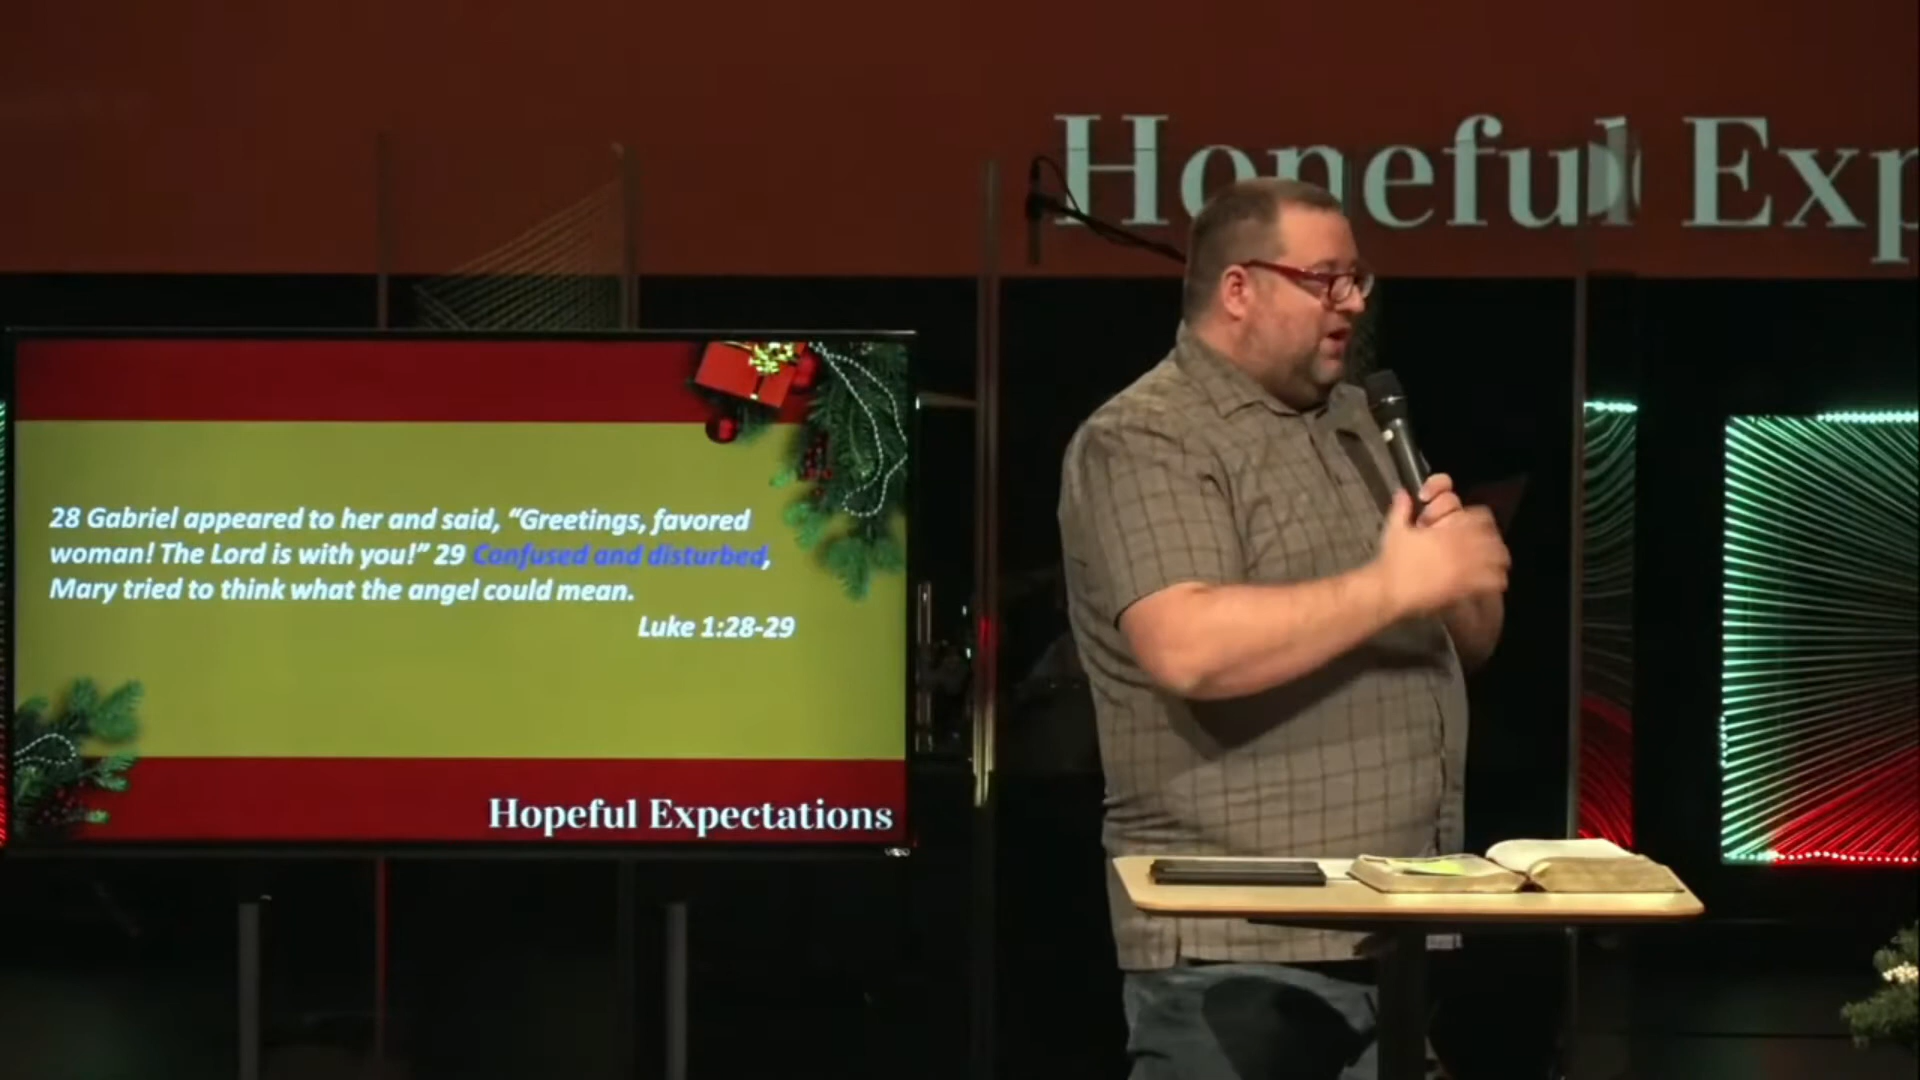 Hopeful Exp
28 Gabriel appeared to her and said, “Greetings, favored
woman! The Lord is with you!” 29 Confused and disturbed,
Mary tried to think what the angel could mean.
Luke 1:28-29
Hopeful Expectations
VIZIO